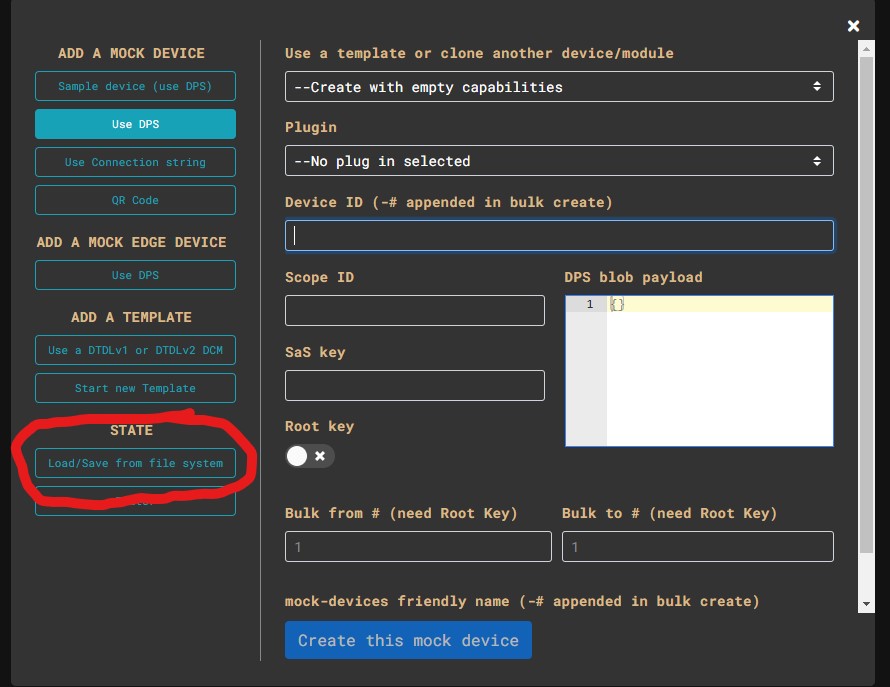 ADD A MOCK DEVICE
Sample device (use DPS)
Use DPS
Use Connection string
QR Code
ADD A MOCK EDGE DEVICE
Use DPS
ADD A TEMPLATE
Use a DTDLv1 or DTDLv2 DCM
Start new Template
STATE
Load/Save from file system
Use a template or clone another device/module
--Create with empty capabilities
Plugin
--No plug in selected
Device ID (-# appended in bulk create)
Scope ID
DPS blob payload
1 {}
SaS key
Root key
Bulk from # (need Root Key)
Bulk to # (need Root Key)
1
1
mock-devices friendly name (-# appended in bulk create)
Create this mock device